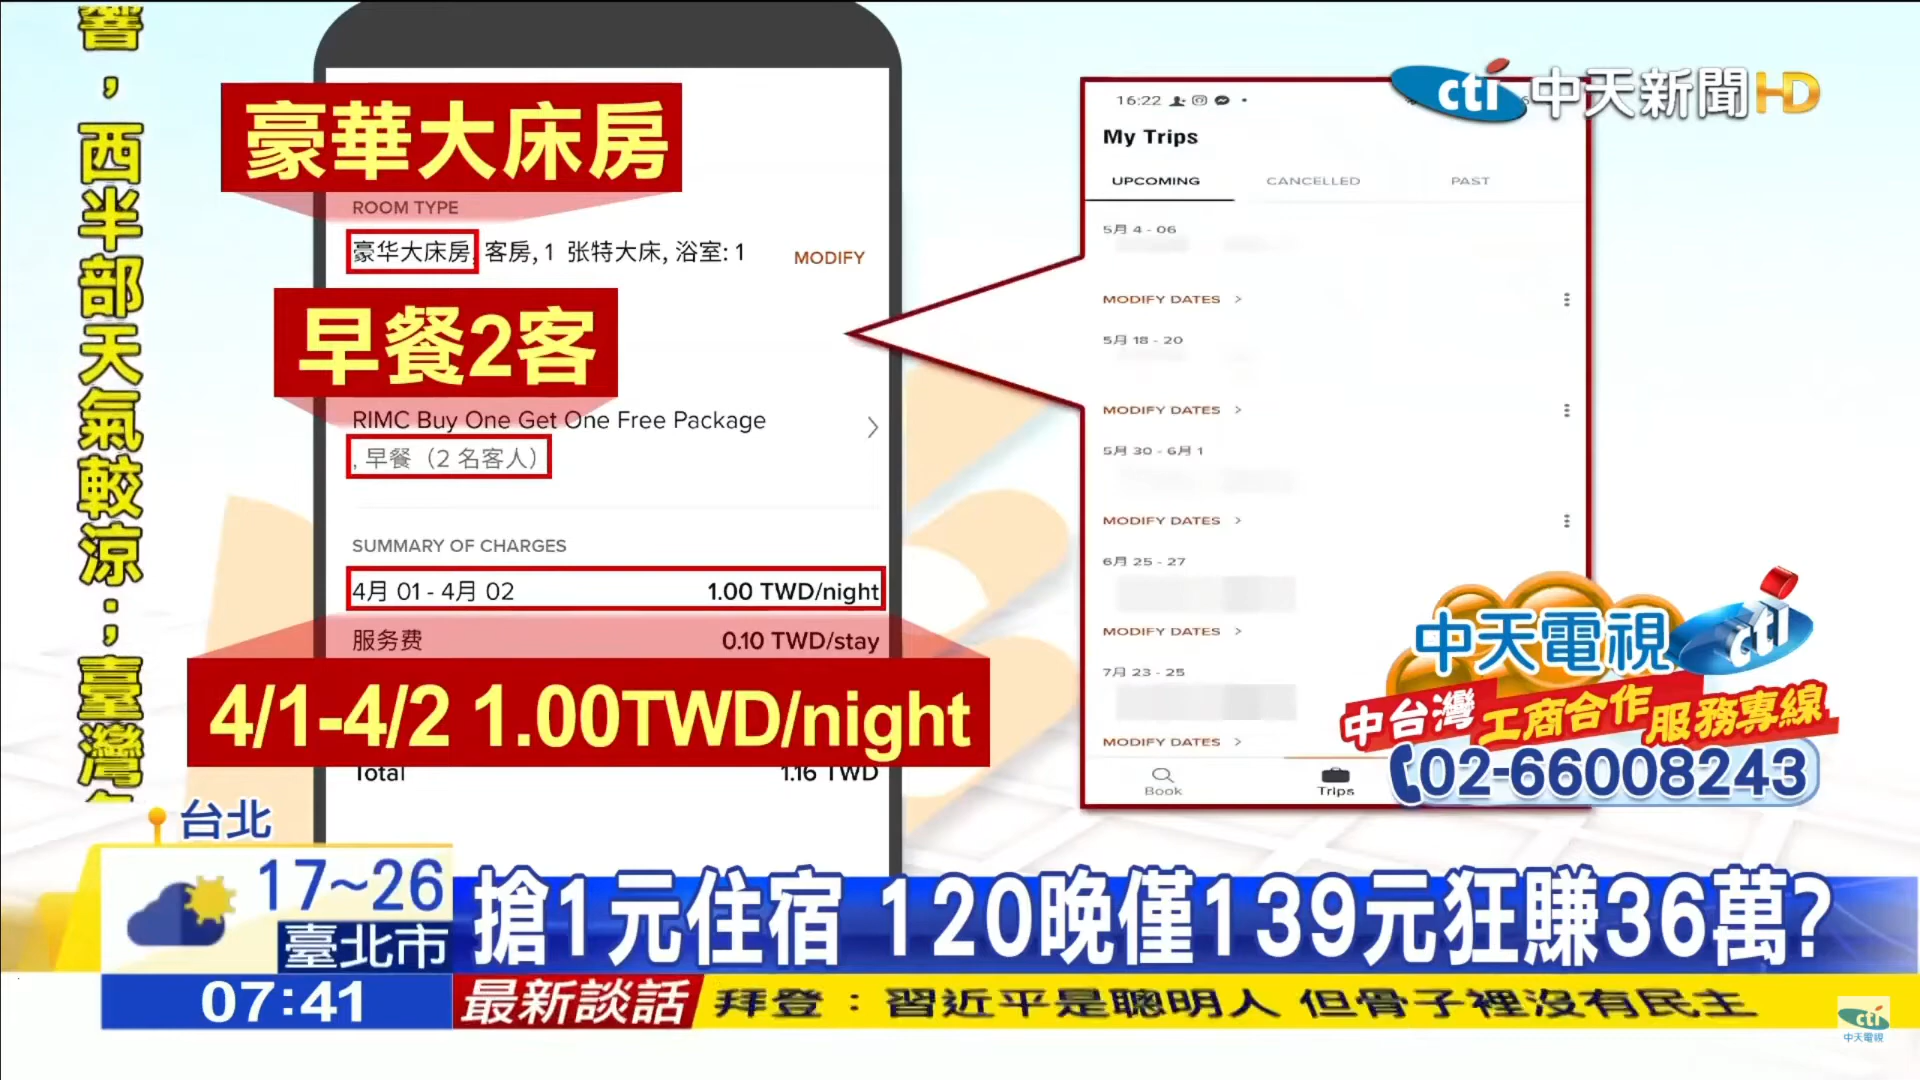 響，西半部天氣較涼；臺灣
豪華大床房
ROOM TYPE
豪华大床房, 客房, 1 张特大床, 浴室: 1
MODIFY
早餐2客
RIMC Buy One Get One Free Package
, 早餐（2 名客人）
SUMMARY OF CHARGES
4月 01 - 4月 02 1.00 TWD/night
服务费 0.10 TWD/stay
4/1-4/2 1.00TWD/night
Total 1.16 TWD
16:22
My Trips
UPCOMING CANCELLED PAST
5月 4 - 06
MODIFY DATES >
5月 18 - 20
MODIFY DATES >
5月 30 - 6月 1
MODIFY DATES >
6月 25 - 27
MODIFY DATES >
7月 23 - 25
MODIFY DATES >
Book Trips
cti 中天新聞HD
中天電視 cti
中台灣 工商合作 服務專線
02-66008243
台北
17~26
臺北市
07:41
搶1元住宿 120晚僅139元狂賺36萬?
最新談話 拜登：習近平是聰明人 但骨子裡沒有民主
cti
中天電視